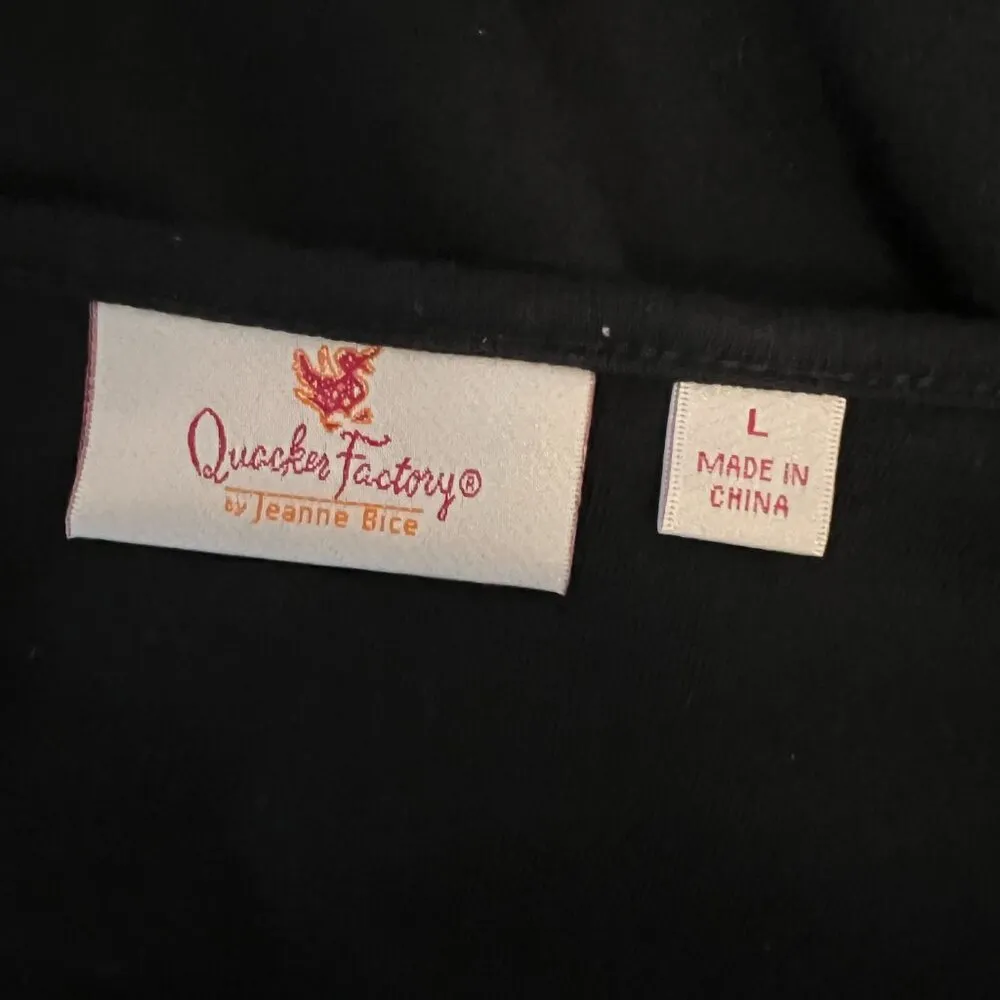 Quacker Factory®
by Jeanne Bice
L
MADE IN
CHINA